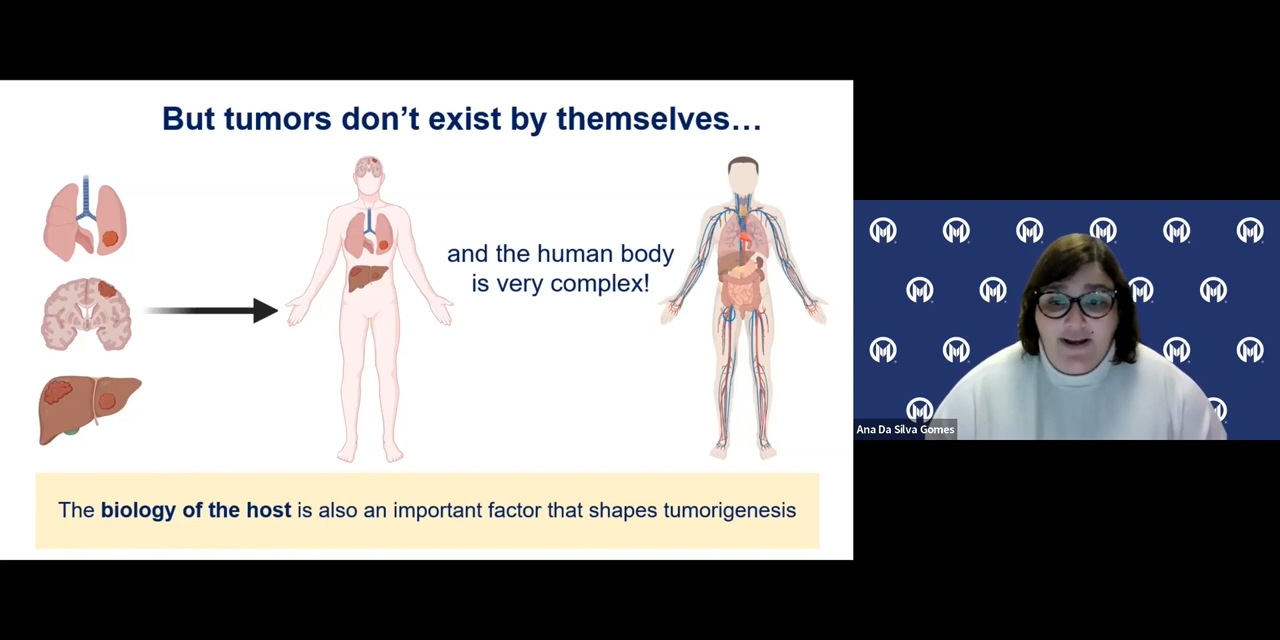 But tumors don’t exist by themselves…
and the human body
is very complex!
The biology of the host is also an important factor that shapes tumorigenesis
Ana Da Silva Gomes